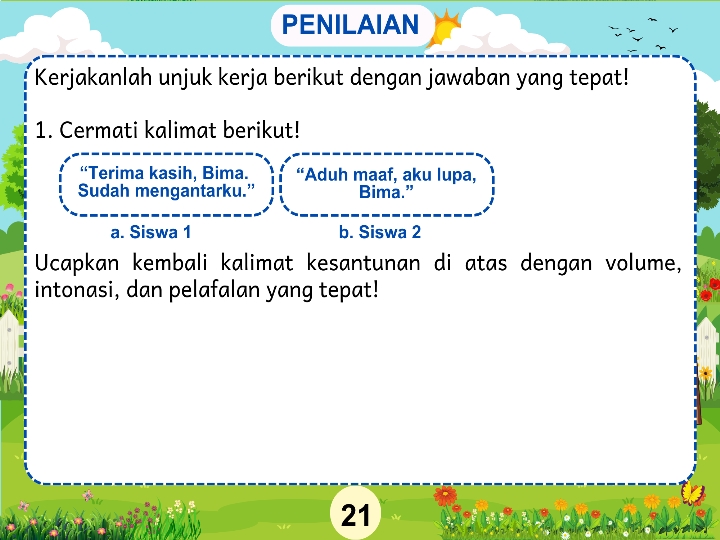 PENILAIAN
Kerjakanlah unjuk kerja berikut dengan jawaban yang tepat!
1. Cermati kalimat berikut!
“Terima kasih, Bima.
Sudah mengantarku.”
“Aduh maaf, aku lupa,
Bima.”
a. Siswa 1
b. Siswa 2
Ucapkan kembali kalimat kesantunan di atas dengan volume,
intonasi, dan pelafalan yang tepat!
21